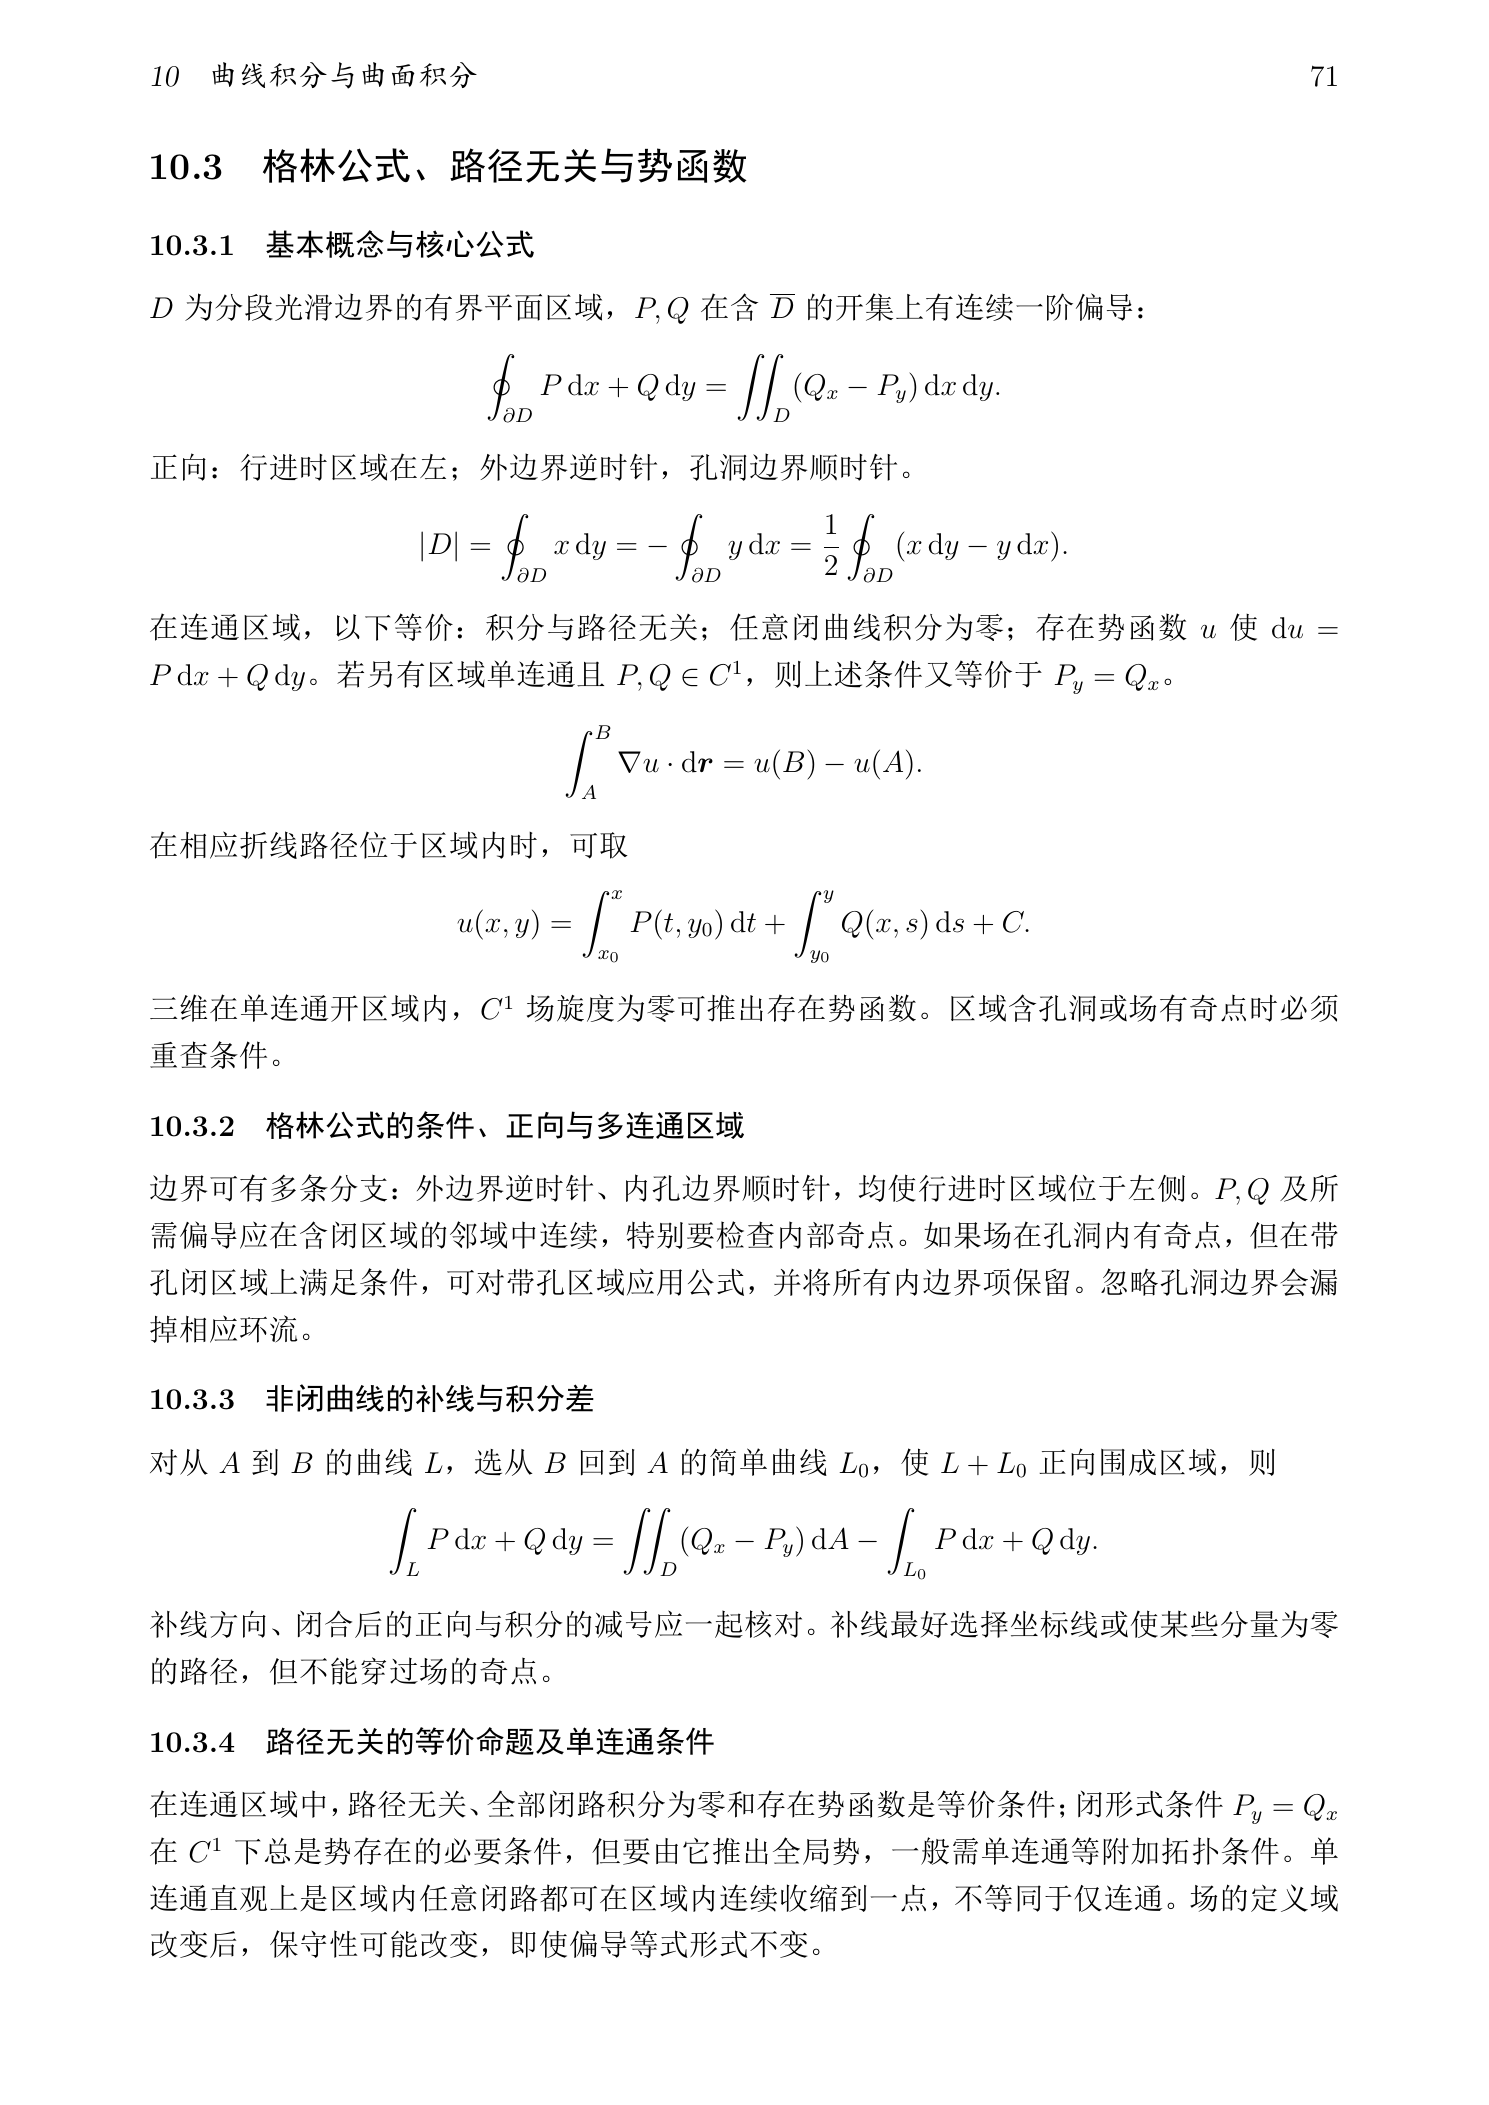 10 曲线积分与曲面积分 71
10.3 格林公式、路径无关与势函数
10.3.1 基本概念与核心公式
D 为分段光滑边界的有界平面区域，P, Q 在含 $\overline{D}$ 的开集上有连续一阶偏导：
$\oint_{\partial D} P\,\mathrm{d}x + Q\,\mathrm{d}y = \iint_D (Q_x - P_y)\,\mathrm{d}x\,\mathrm{d}y.$
正向：行进时区域在左；外边界逆时针，孔洞边界顺时针。
$|D| = \oint_{\partial D} x\,\mathrm{d}y = -\oint_{\partial D} y\,\mathrm{d}x = \frac{1}{2}\oint_{\partial D} (x\,\mathrm{d}y - y\,\mathrm{d}x).$
在连通区域，以下等价：积分与路径无关；任意闭曲线积分为零；存在势函数 u 使 $\mathrm{d}u =$
$P\,\mathrm{d}x + Q\,\mathrm{d}y$。若另有区域单连通且 $P, Q \in C^1$，则上述条件又等价于 $P_y = Q_x$。
$\int_A^B \nabla u \cdot \mathrm{d}\boldsymbol{r} = u(B) - u(A).$
在相应折线路径位于区域内时，可取
$u(x, y) = \int_{x_0}^{x} P(t, y_0)\,\mathrm{d}t + \int_{y_0}^{y} Q(x, s)\,\mathrm{d}s + C.$
三维在单连通开区域内，$C^1$ 场旋度为零可推出存在势函数。区域含孔洞或场有奇点时必须
重查条件。
10.3.2 格林公式的条件、正向与多连通区域
边界可有多条分支：外边界逆时针、内孔边界顺时针，均使行进时区域位于左侧。P, Q 及所
需偏导应在含闭区域的邻域中连续，特别要检查内部奇点。如果场在孔洞内有奇点，但在带
孔闭区域上满足条件，可对带孔区域应用公式，并将所有内边界项保留。忽略孔洞边界会漏
掉相应环流。
10.3.3 非闭曲线的补线与积分差
对从 A 到 B 的曲线 L，选从 B 回到 A 的简单曲线 $L_0$，使 $L + L_0$ 正向围成区域，则
$\int_L P\,\mathrm{d}x + Q\,\mathrm{d}y = \iint_D (Q_x - P_y)\,\mathrm{d}A - \int_{L_0} P\,\mathrm{d}x + Q\,\mathrm{d}y.$
补线方向、闭合后的正向与积分的减号应一起核对。补线最好选择坐标线或使某些分量为零
的路径，但不能穿过场的奇点。
10.3.4 路径无关的等价命题及单连通条件
在连通区域中，路径无关、全部闭路积分为零和存在势函数是等价条件；闭形式条件 $P_y = Q_x$
在 $C^1$ 下总是势存在的必要条件，但要由它推出全局势，一般需单连通等附加拓扑条件。单
连通直观上是区域内任意闭路都可在区域内连续收缩到一点，不等同于仅连通。场的定义域
改变后，保守性可能改变，即使偏导等式形式不变。